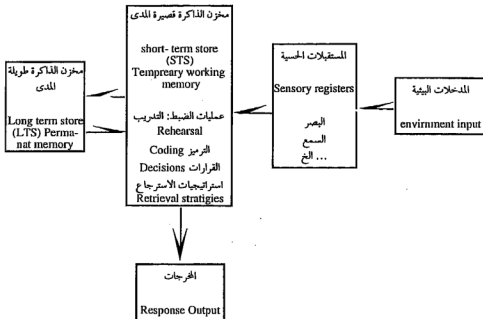 المدخلات البيئية
envirnment input
المستقبلات الحسية
Sensory registers
البصر
السمع
... الخ
مخزن الذاكرة قصيرة المدى
short- term store
(STS)
Tempreary working
memory
عمليات الضبط: التدريب
Rehearsal
الترميز Coding
القرارات Decisions
استراتيجيات الاسترجاع
Retrieval stratigies
مخزن الذاكرة طويلة
المدى
Long term store
(LTS) Perma-
nat memory
المخرجات
Response Output